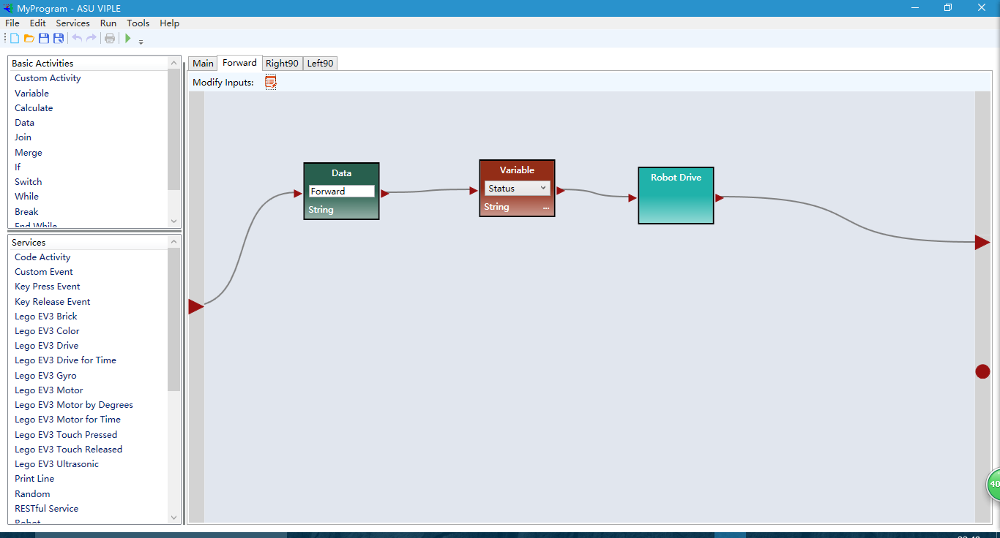 MyProgram - ASU VIPLE
File Edit Services Run Tools Help
Basic Activities
Custom Activity
Variable
Calculate
Data
Join
Merge
If
Switch
While
Break
End While
Services
Code Activity
Custom Event
Key Press Event
Key Release Event
Lego EV3 Brick
Lego EV3 Color
Lego EV3 Drive
Lego EV3 Drive for Time
Lego EV3 Gyro
Lego EV3 Motor
Lego EV3 Motor by Degrees
Lego EV3 Motor for Time
Lego EV3 Touch Pressed
Lego EV3 Touch Released
Lego EV3 Ultrasonic
Print Line
Random
RESTful Service
Robot
Main Forward Right90 Left90
Modify Inputs:
Data
Forward
String
Variable
Status
String ...
Robot Drive
40